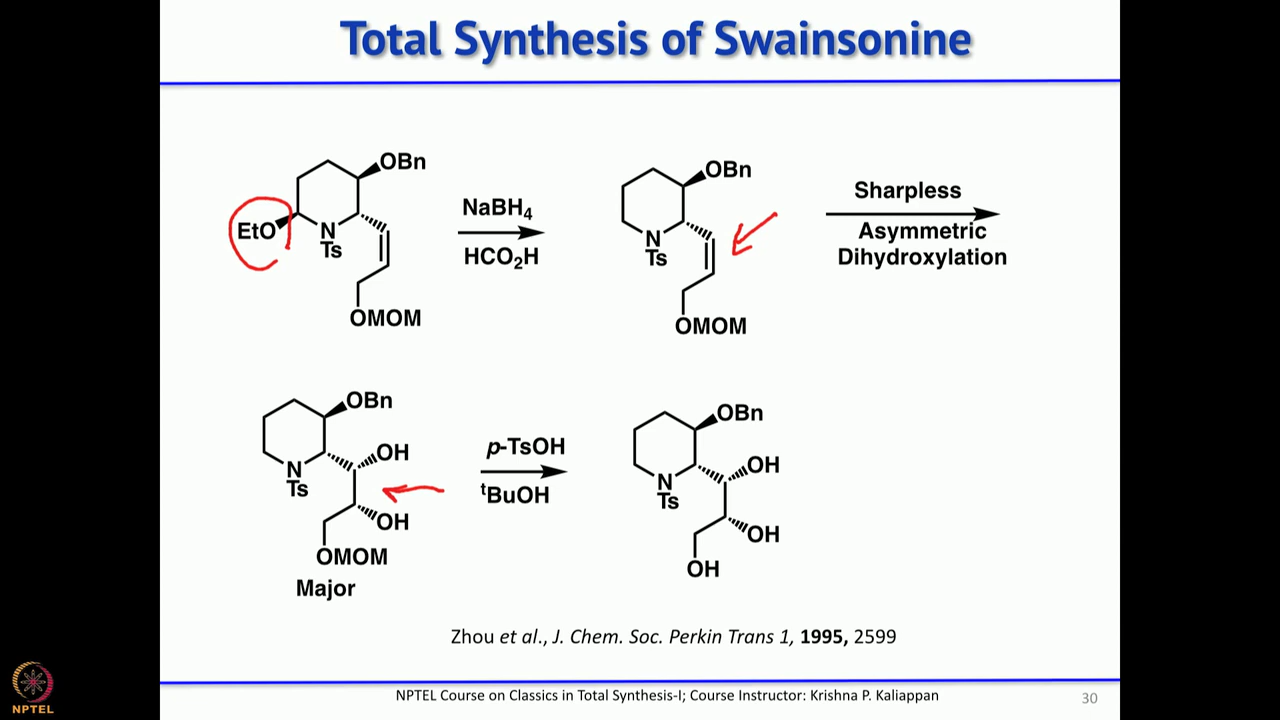 Total Synthesis of Swainsonine
OBn
EtO
N
Ts
OMOM
NaBH4
HCO2H
OBn
N
Ts
OMOM
Sharpless
Asymmetric
Dihydroxylation
OBn
OH
N
Ts
OH
OMOM
Major
p-TsOH
tBuOH
OBn
OH
N
Ts
OH
OH
Zhou et al., J. Chem. Soc. Perkin Trans 1, 1995, 2599
NPTEL
NPTEL Course on Classics in Total Synthesis-I; Course Instructor: Krishna P. Kaliappan
30